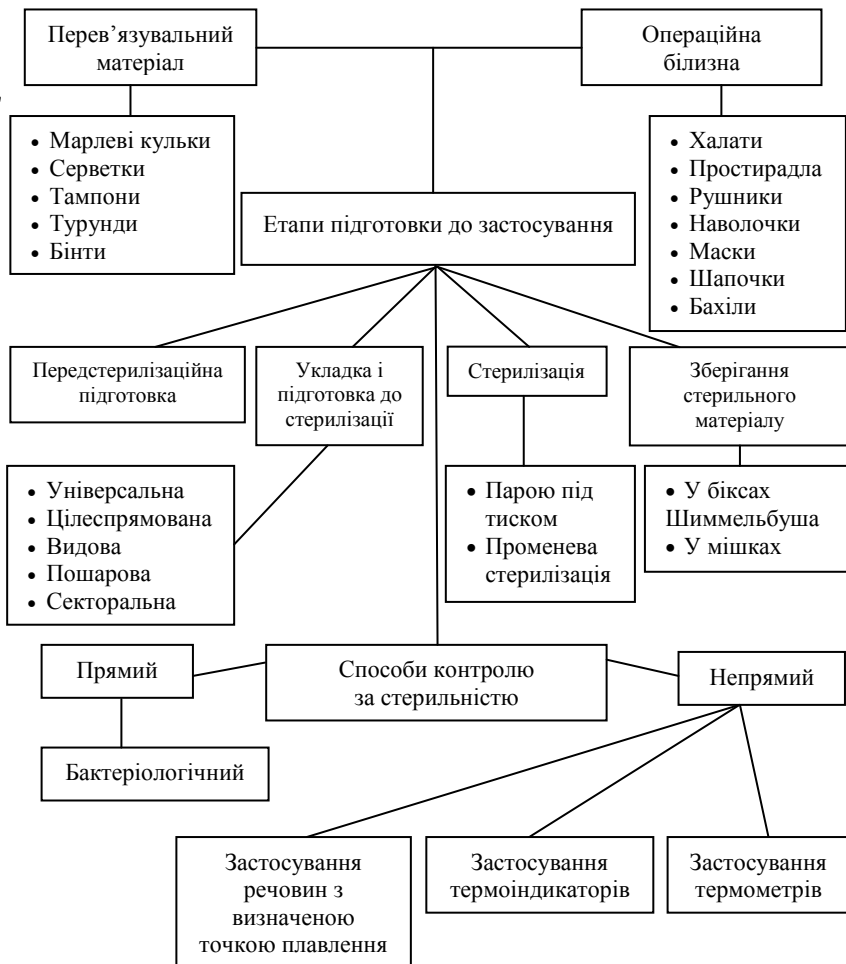 Перев’язувальний
матеріал
Операційна
білизна
• Марлеві кульки
• Серветки
• Тампони
• Турунди
• Бінти
• Халати
• Простирадла
• Рушники
• Наволочки
• Маски
• Шапочки
• Бахіли
Етапи підготовки до застосування
Передстерилізаційна
підготовка
Укладка і
підготовка до
стерилізації
Стерилізація
Зберігання
стерильного
матеріалу
• Універсальна
• Цілеспрямована
• Видова
• Пошарова
• Секторальна
• Парою під
тиском
• Променева
стерилізація
• У біксах
Шиммельбуша
• У мішках
Прямий
Способи контролю
за стерильністю
Непрямий
Бактеріологічний
Застосування
речовин з
визначеною
точкою плавлення
Застосування
термоіндикаторів
Застосування
термометрів